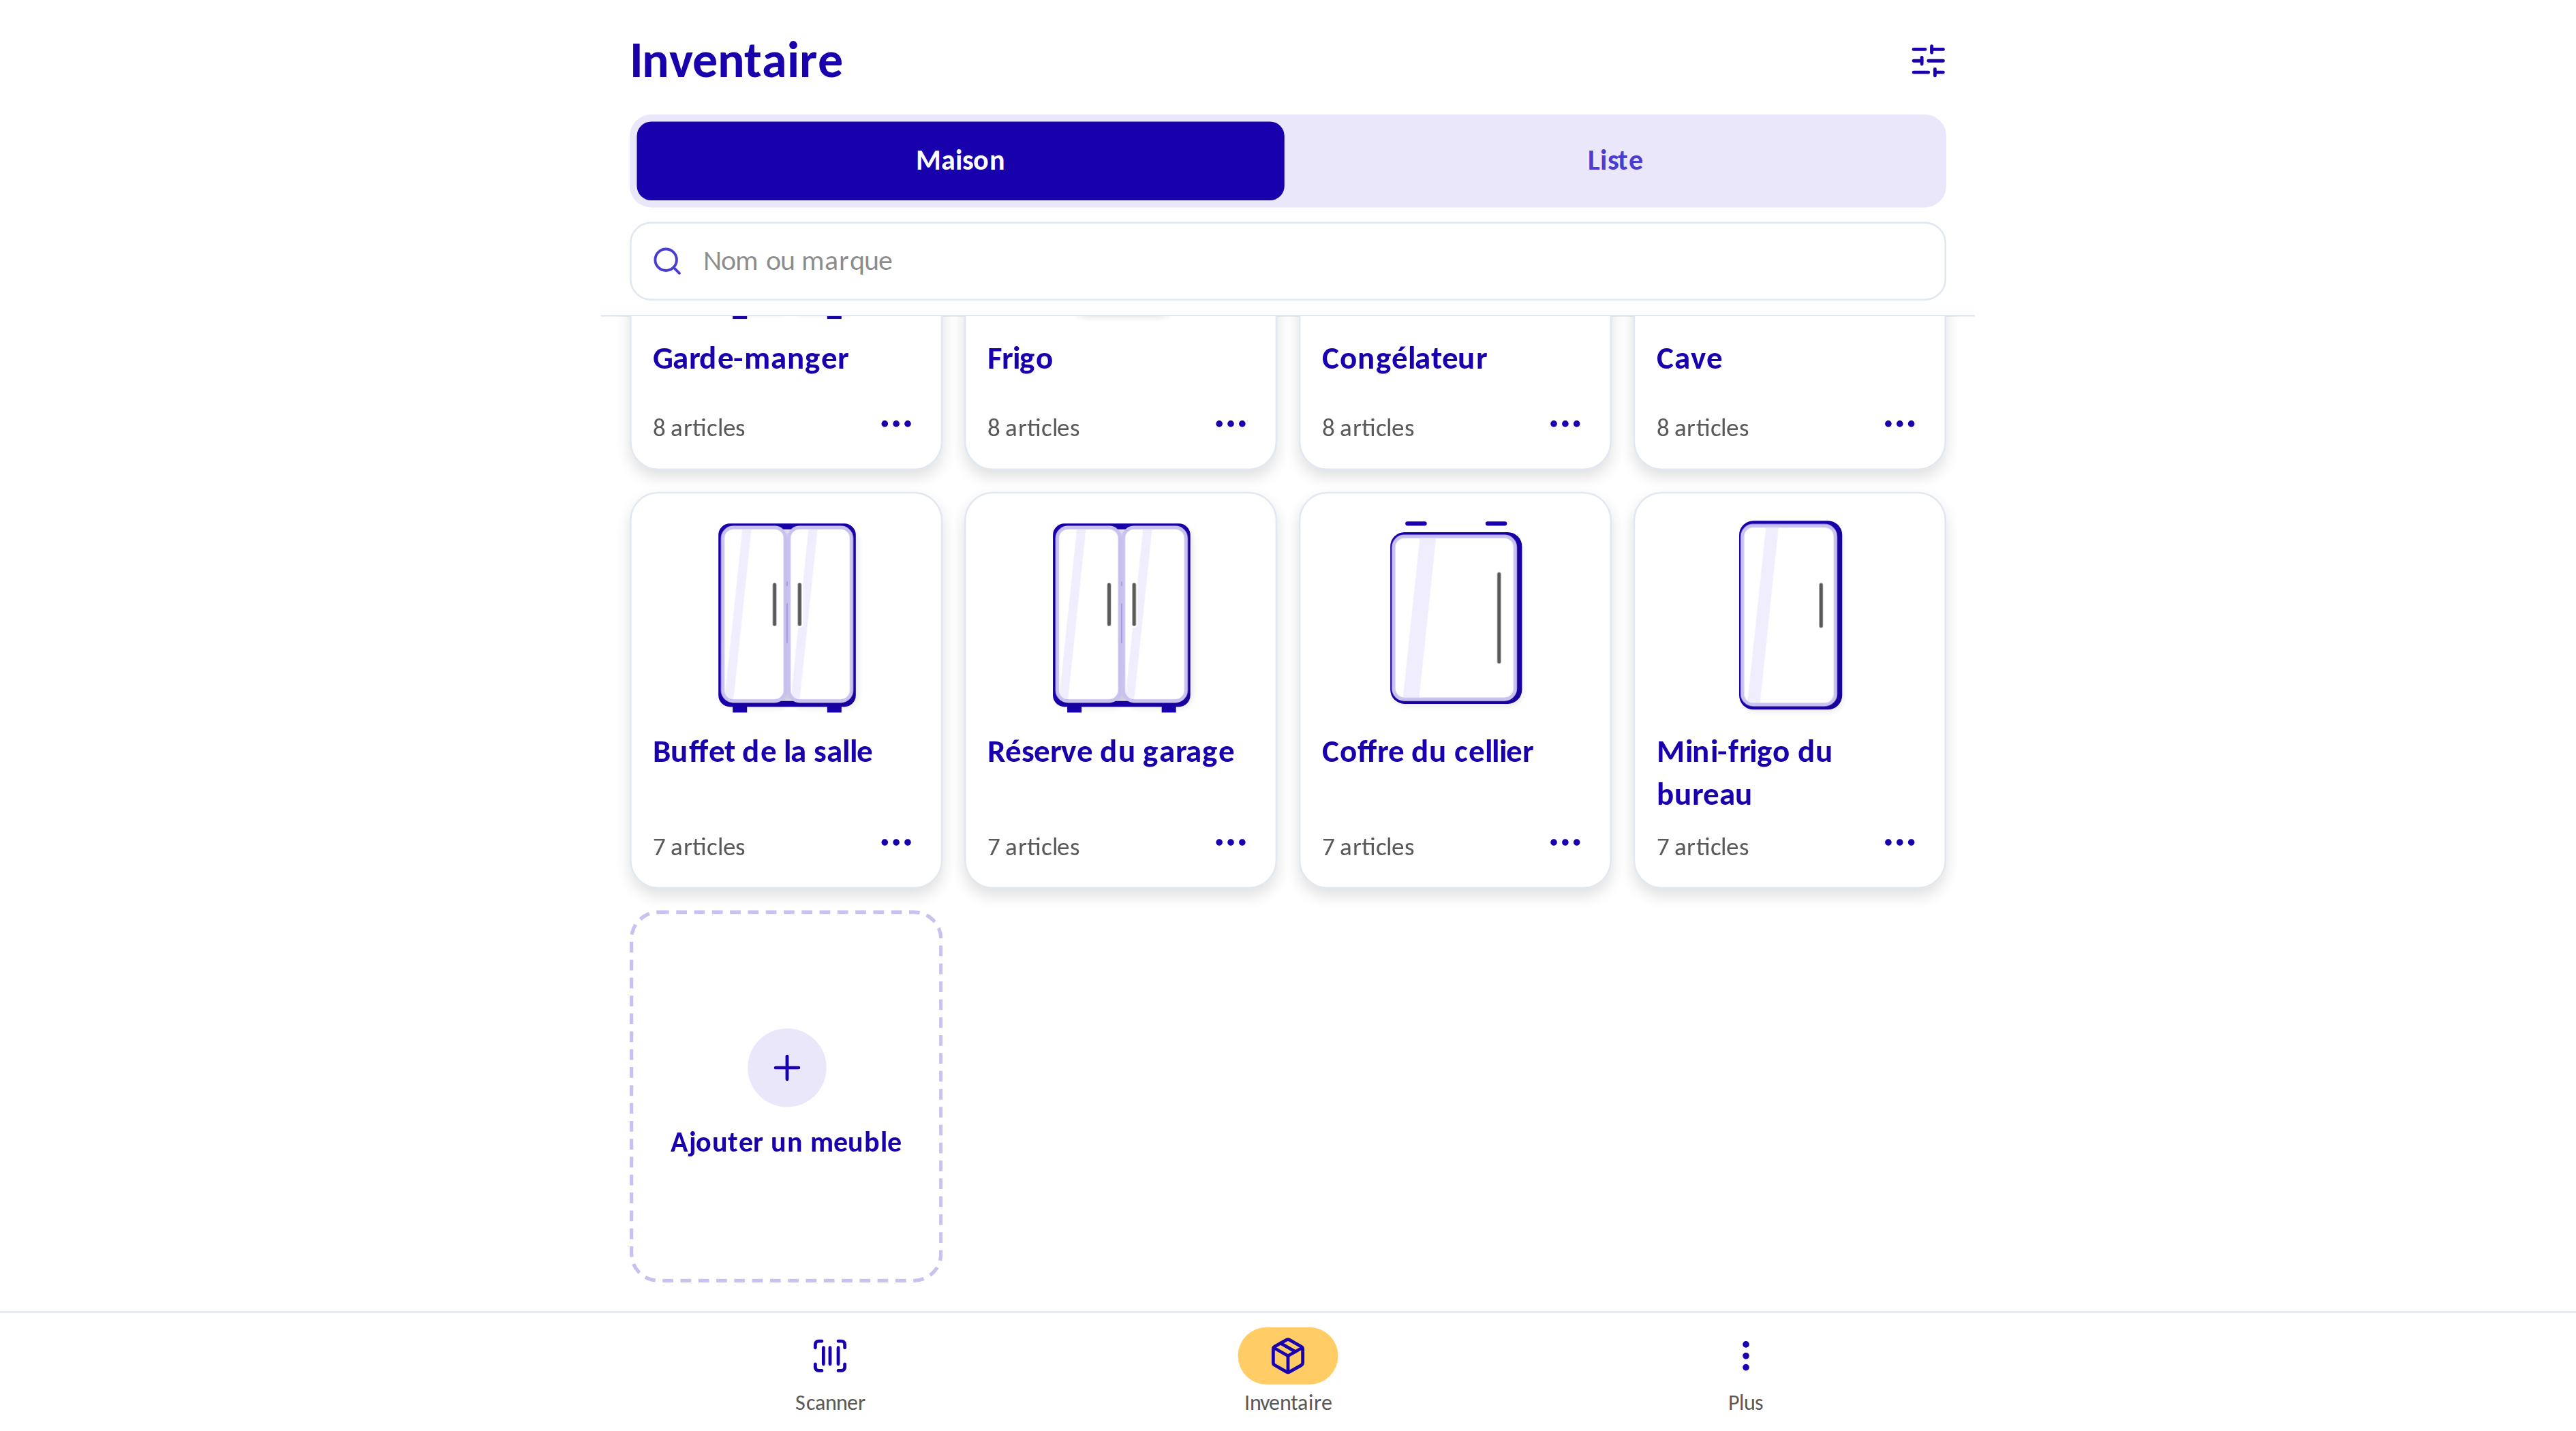 Inventaire
Maison
Liste
Nom ou marque
Garde-manger
Frigo
Congélateur
Cave
8 articles
8 articles
8 articles
8 articles
Buffet de la salle
Réserve du garage
Coffre du cellier
Mini-frigo du
bureau
7 articles
7 articles
7 articles
7 articles
Ajouter un meuble
Scanner
Inventaire
Plus